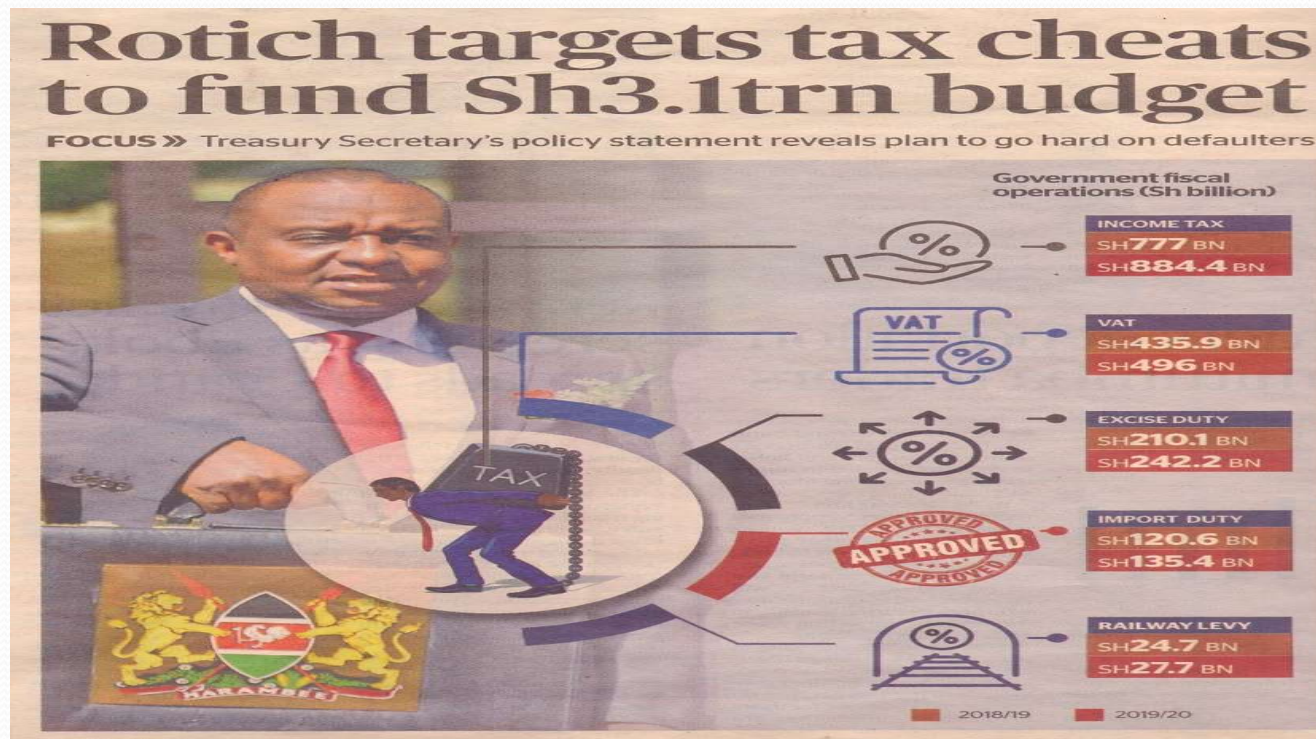 Rotich targets tax cheats
to fund Sh3.1trn budget
FOCUS » Treasury Secretary's policy statement reveals plan to go hard on defaulters
Government fiscal
operations (Sh billion)
INCOME TAX
SH777 BN
SH884.4 BN
VAT
VAT
SH435.9 BN
SH496 BN
EXCISE DUTY
SH210.1 BN
SH242.2 BN
TAX
APPROVED
APPROVED
APPROVED
IMPORT DUTY
SH120.6 BN
SH135.4 BN
RAILWAY LEVY
SH24.7 BN
SH27.7 BN
HARAMBEE
2018/19
2019/20